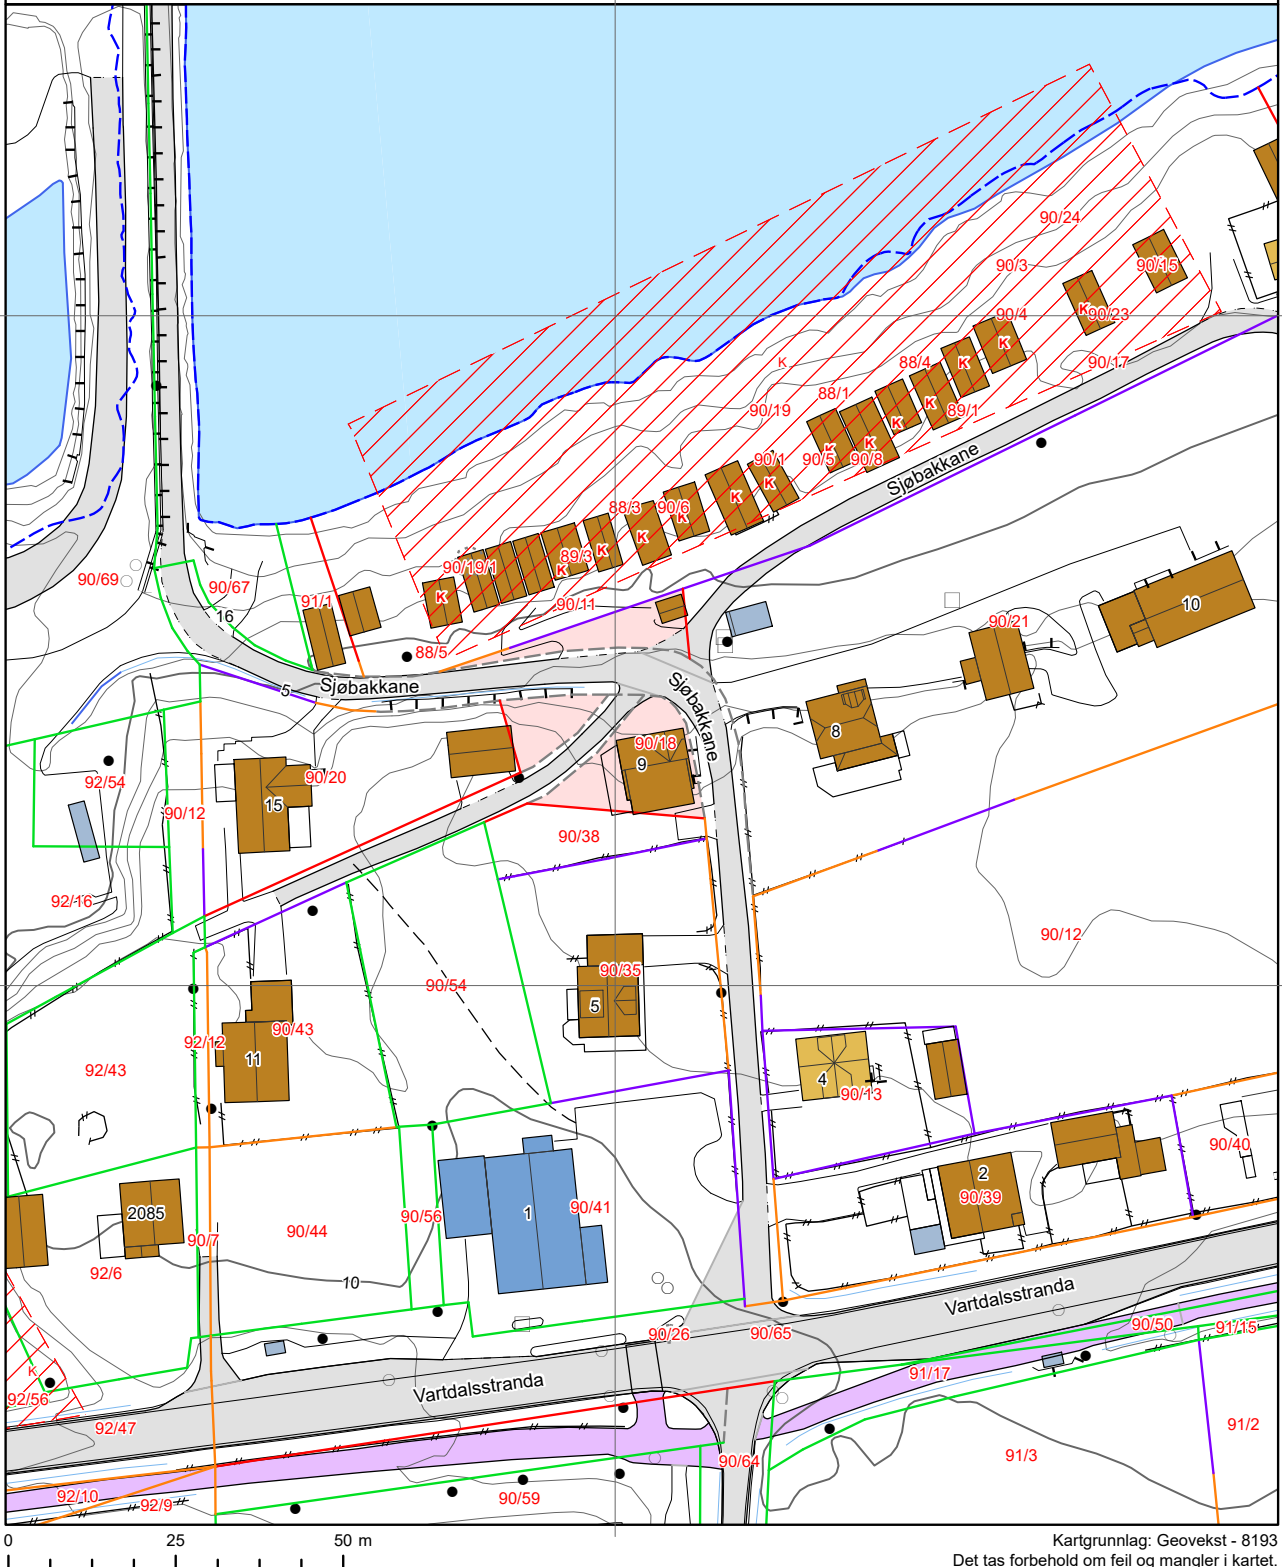 90/24
90/3
90/15
90/4
K
90/23
K
K
88/4
K
90/17
88/1
K
90/19
K
89/1
K
90/1
90/5
K
90/8
K
K
Sjøbakkane
88/3
90/6
K
K
89/3
K
90/19/1
K
K
90/11
88/5
90/69
90/67
16
91/1
10
90/21
5
Sjøbakkane
Sjøbakkane
8
90/18
9
92/54
90/20
15
90/12
90/38
92/16
90/12
90/54
90/35
5
92/12
90/43
11
92/43
4
90/13
90/40
2
90/39
2085
90/56
1
90/41
90/7
90/44
92/6
10
Vartdalsstranda
90/26
90/65
90/50
91/15
91/17
K
92/56
Vartdalsstranda
92/47
91/2
91/3
90/64
92/10
92/9
90/59
0 25 50 m
Kartgrunnlag: Geovekst - 8193
Det tas forbehold om feil og mangler i kartet.